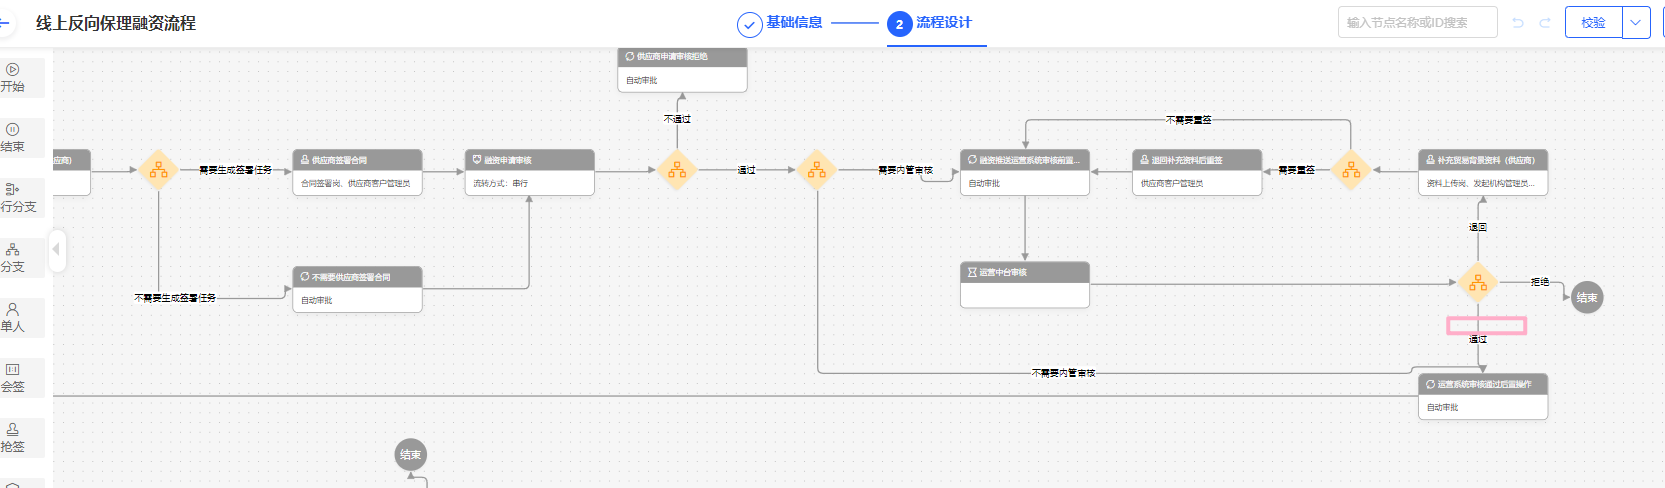 线上反向保理融资流程
基础信息
2
流程设计
输入节点名称或ID搜索
校验
开始
结束
行分支
分支
单人
会签
抢签
供应商申请审核拒绝
自动审批
不通过
不需要重签
应商)
需要生成签署任务
供应商签署合同
合同签署岗、供应商客户管理员
融资申请审核
流转方式：串行
通过
需要内管审核
融资推送运营系统审核前置...
自动审批
退回补充资料后重签
供应商客户管理员
需要重签
补充贸易背景资料（供应商）
资料上传岗、发起机构管理员...
退回
不需要生成签署任务
不需要供应商签署合同
自动审批
运营中台审核
拒绝
结束
通过
不需要内管审核
运营系统审核通过后置操作
自动审批
结束